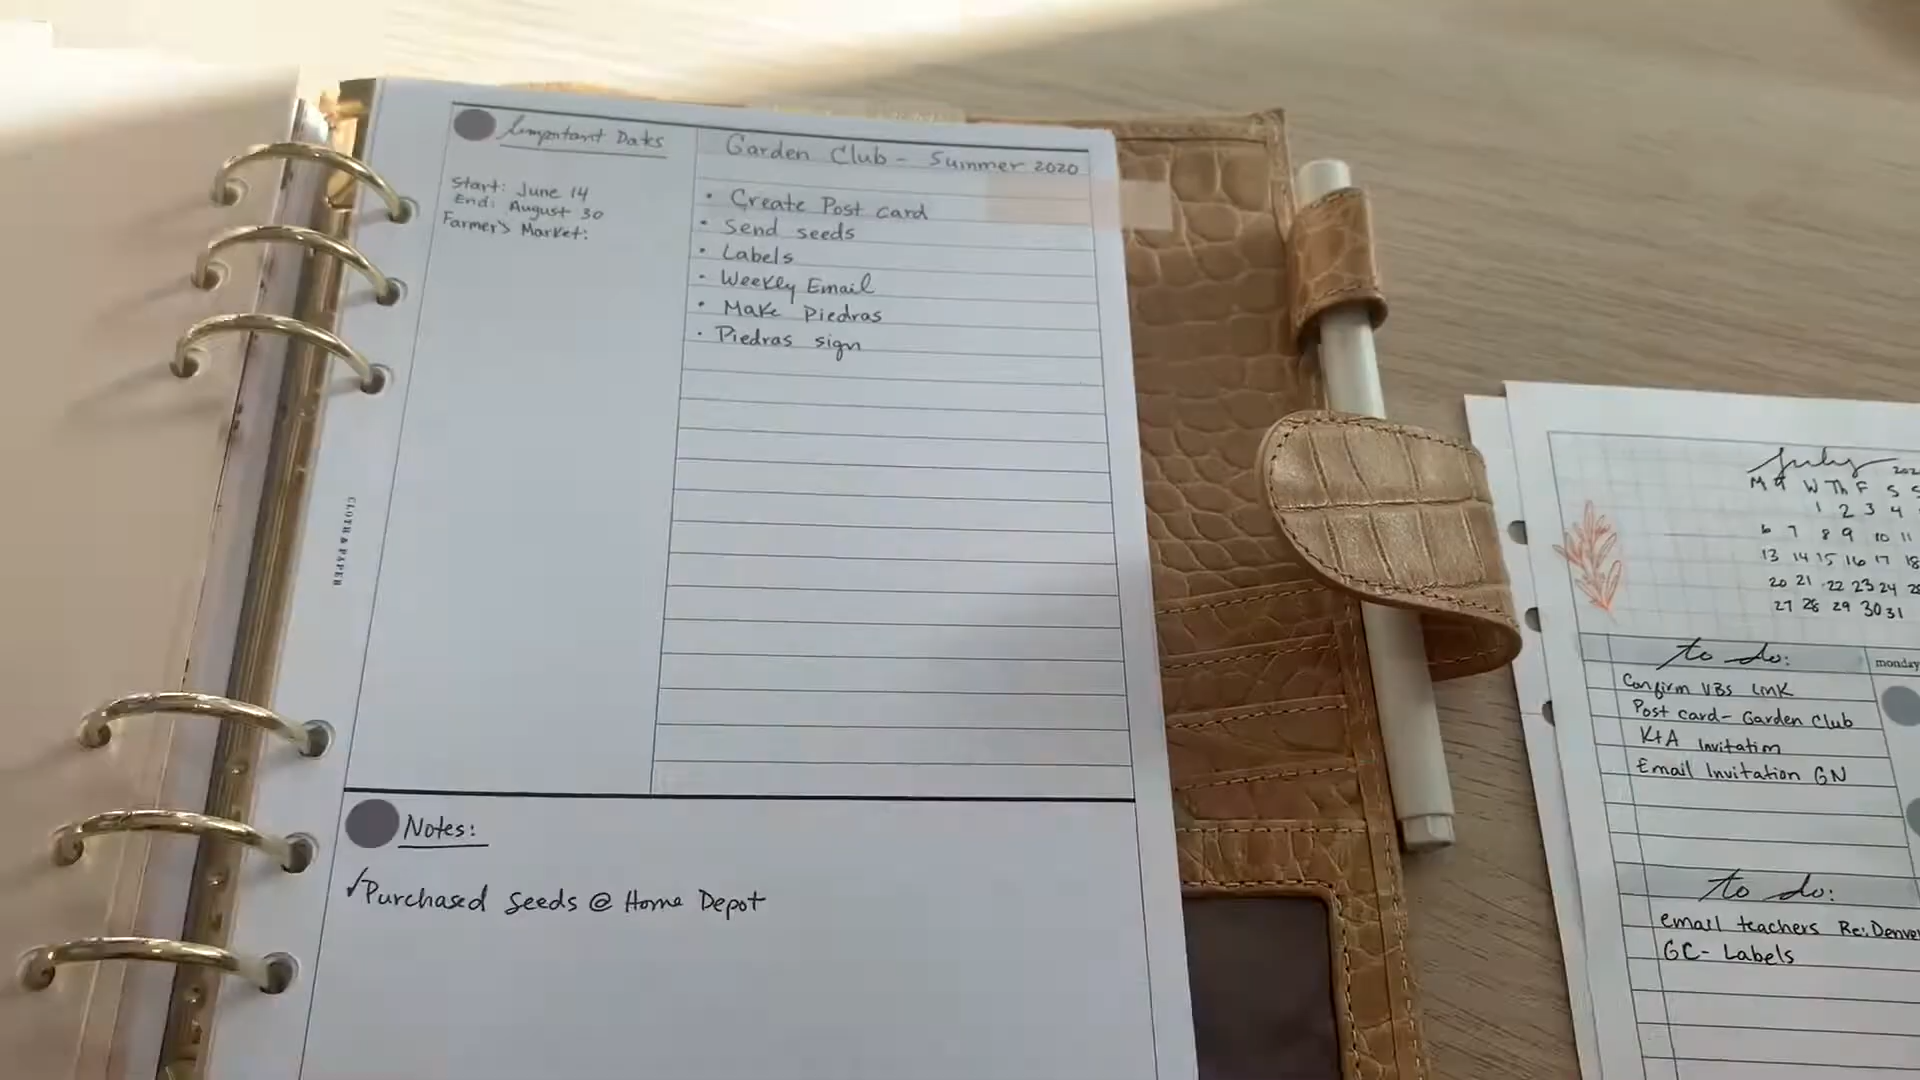 Important Dates
Start: June 14
End: August 30
Farmer's Market:
Garden Club - Summer 2020
• Create Post card
• Send seeds
• Labels
• Weekly Email
• Make Piedras
• Piedras sign
CLOTH & PAPER
Notes:
✓Purchased Seeds @ Home Depot
July 202
M T W Th F S S
1 2 3 4
6 7 8 9 10 11
13 14 15 16 17 18
20 21 22 23 24 2
27 28 29 30 31
to do:
monday
Confirm VBS Link
Post card- Garden Club
K+A Invitation
Email Invitation GN
to do:
email teachers Re: Denver
GC- Labels